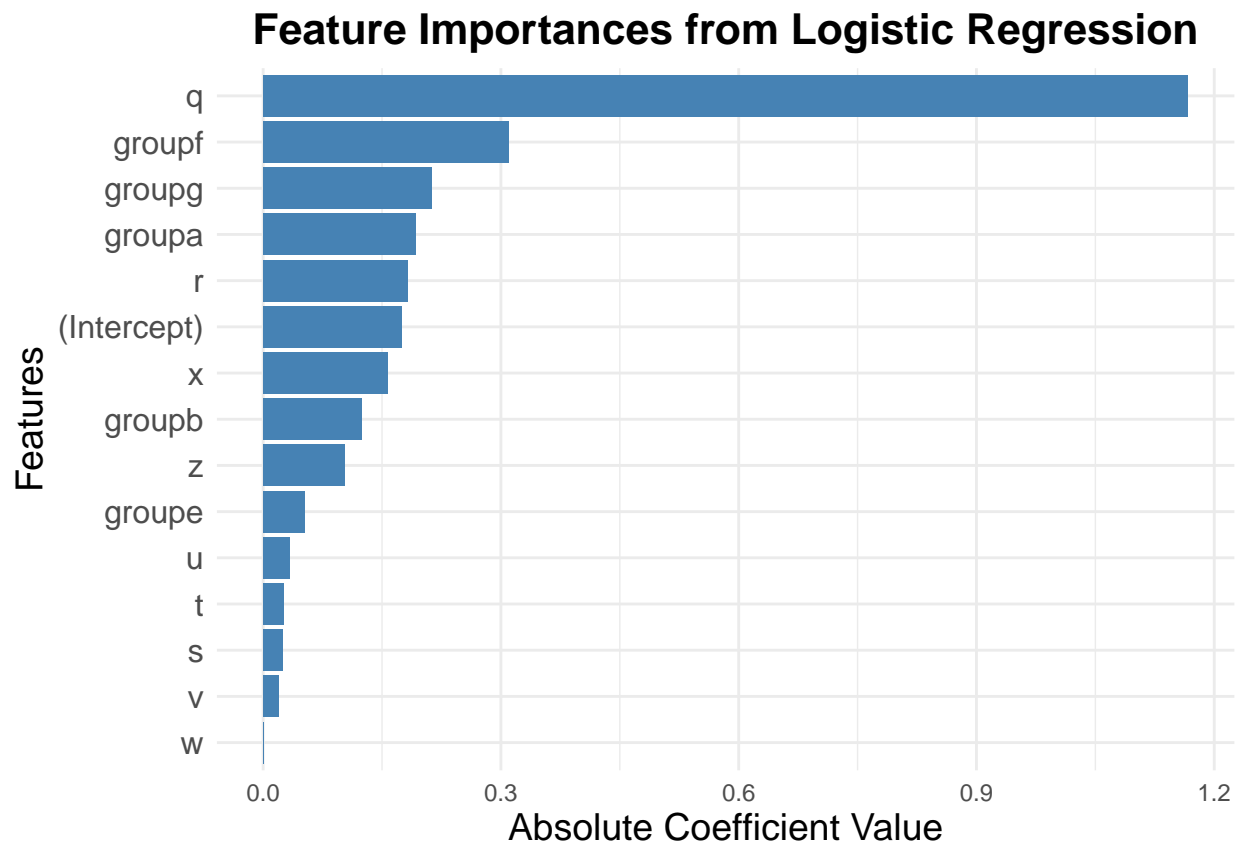 Feature Importances from Logistic Regression
q
groupf
groupg
groupa
r
(Intercept)
x
groupb
z
groupe
u
t
s
v
w
Features
0.0 0.3 0.6 0.9 1.2
Absolute Coefficient Value